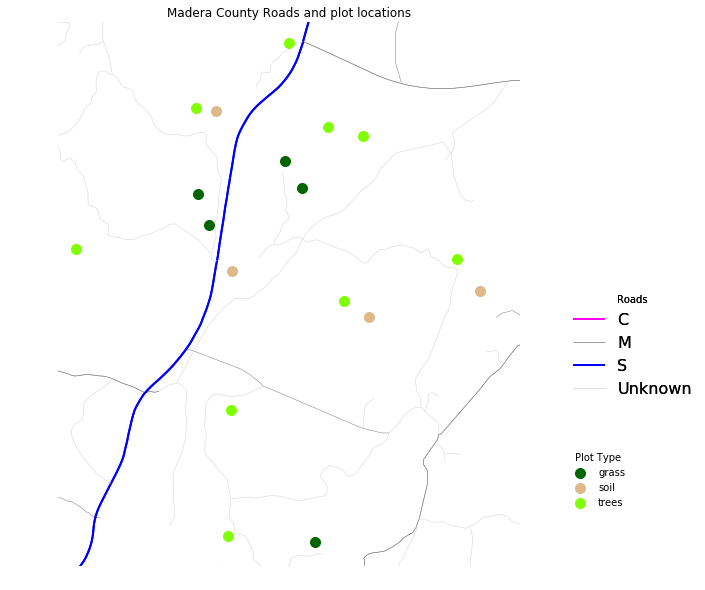 Madera County Roads and plot locations
Roads
C
M
S
Unknown
Plot Type
grass
soil
trees